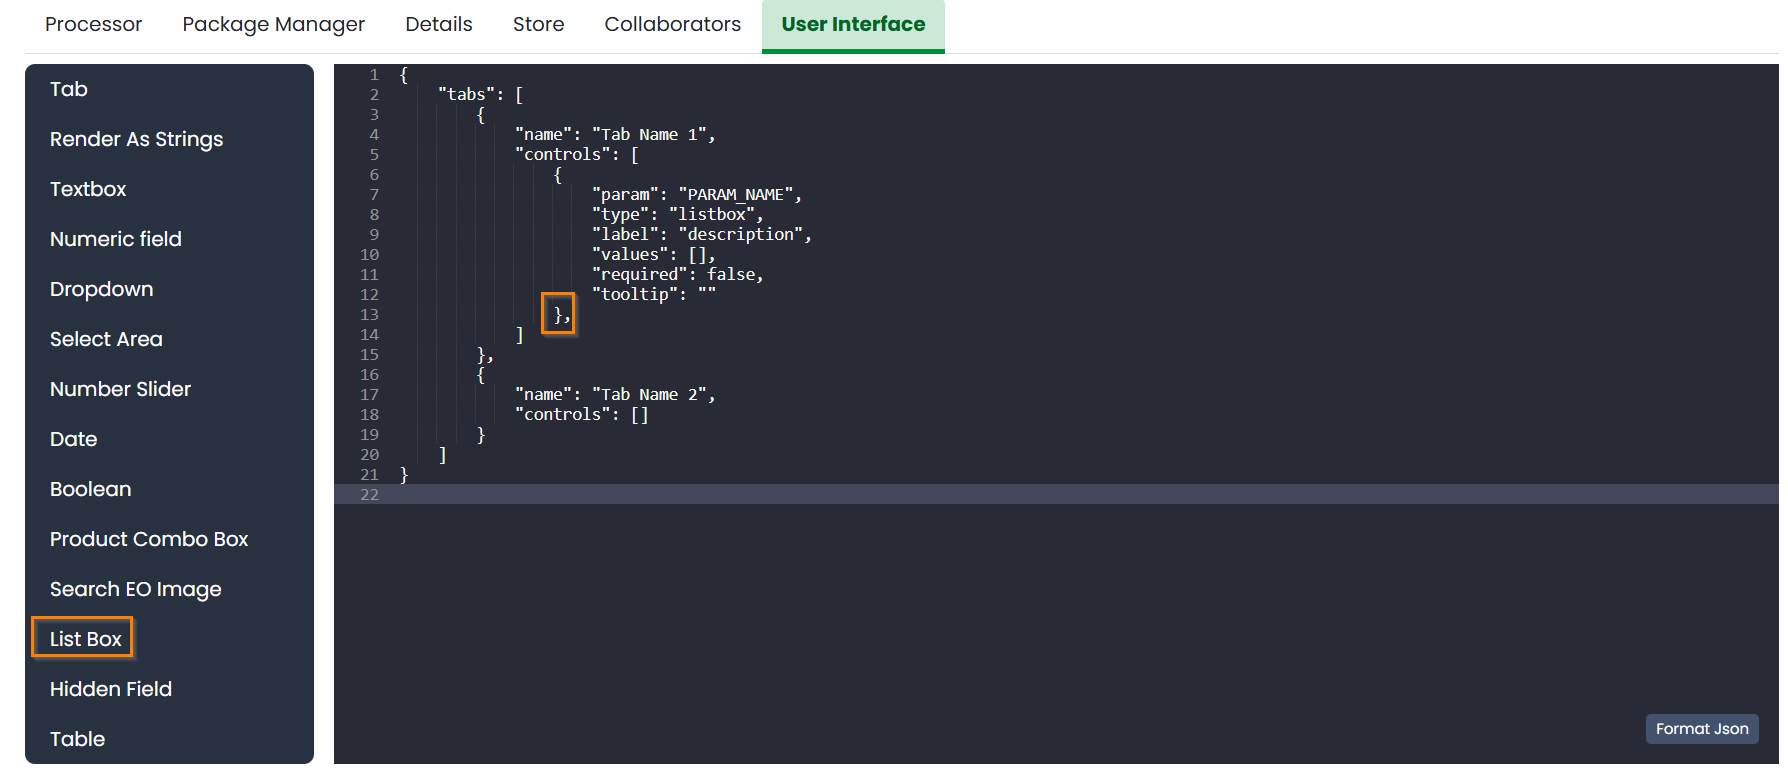 Processor Package Manager Details Store Collaborators User Interface
Tab
Render As Strings
Textbox
Numeric field
Dropdown
Select Area
Number Slider
Date
Boolean
Product Combo Box
Search EO Image
List Box
Hidden Field
Table
1 {
2 "tabs": [
3 {
4 "name": "Tab Name 1",
5 "controls": [
6 {
7 "param": "PARAM_NAME",
8 "type": "listbox",
9 "label": "description",
10 "values": [],
11 "required": false,
12 "tooltip": ""
13 },
14 ]
15 },
16 {
17 "name": "Tab Name 2",
18 "controls": []
19 }
20 ]
21 }
22
Format Json